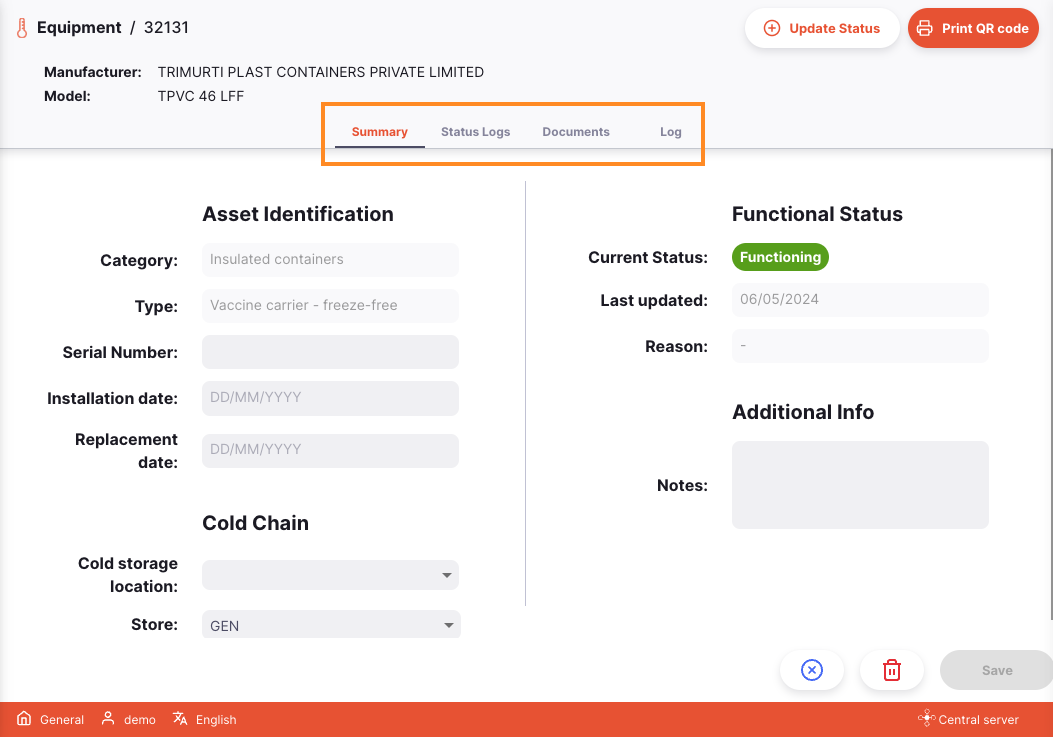 Equipment / 32131
Update Status
Print QR code
Manufacturer: TRIMURTI PLAST CONTAINERS PRIVATE LIMITED
Model: TPVC 46 LFF
Summary Status Logs Documents Log
Asset Identification
Category: Insulated containers
Type: Vaccine carrier - freeze-free
Serial Number:
Installation date: DD/MM/YYYY
Replacement
date: DD/MM/YYYY
Cold Chain
Cold storage
location:
Store: GEN
Functional Status
Current Status: Functioning
Last updated: 06/05/2024
Reason: -
Additional Info
Notes:
Save
General demo English Central server